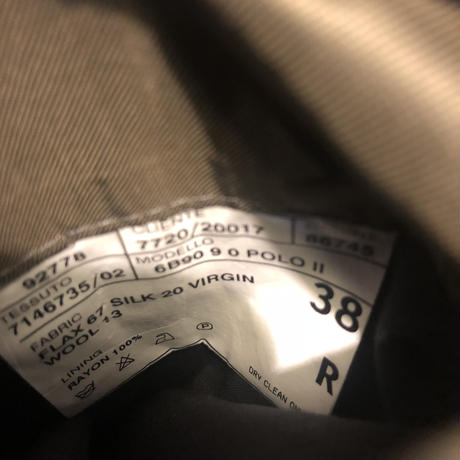 CLIENTE
92778 7720/20017 66745
TESSUTO MODELLO
7146735/02 6B90 9 0 POLO II
FABRIC
FLAX 67 SILK 20 VIRGIN
WOOL 13
38
R
LINING
RAYON 100%
P
DRY CLEAN